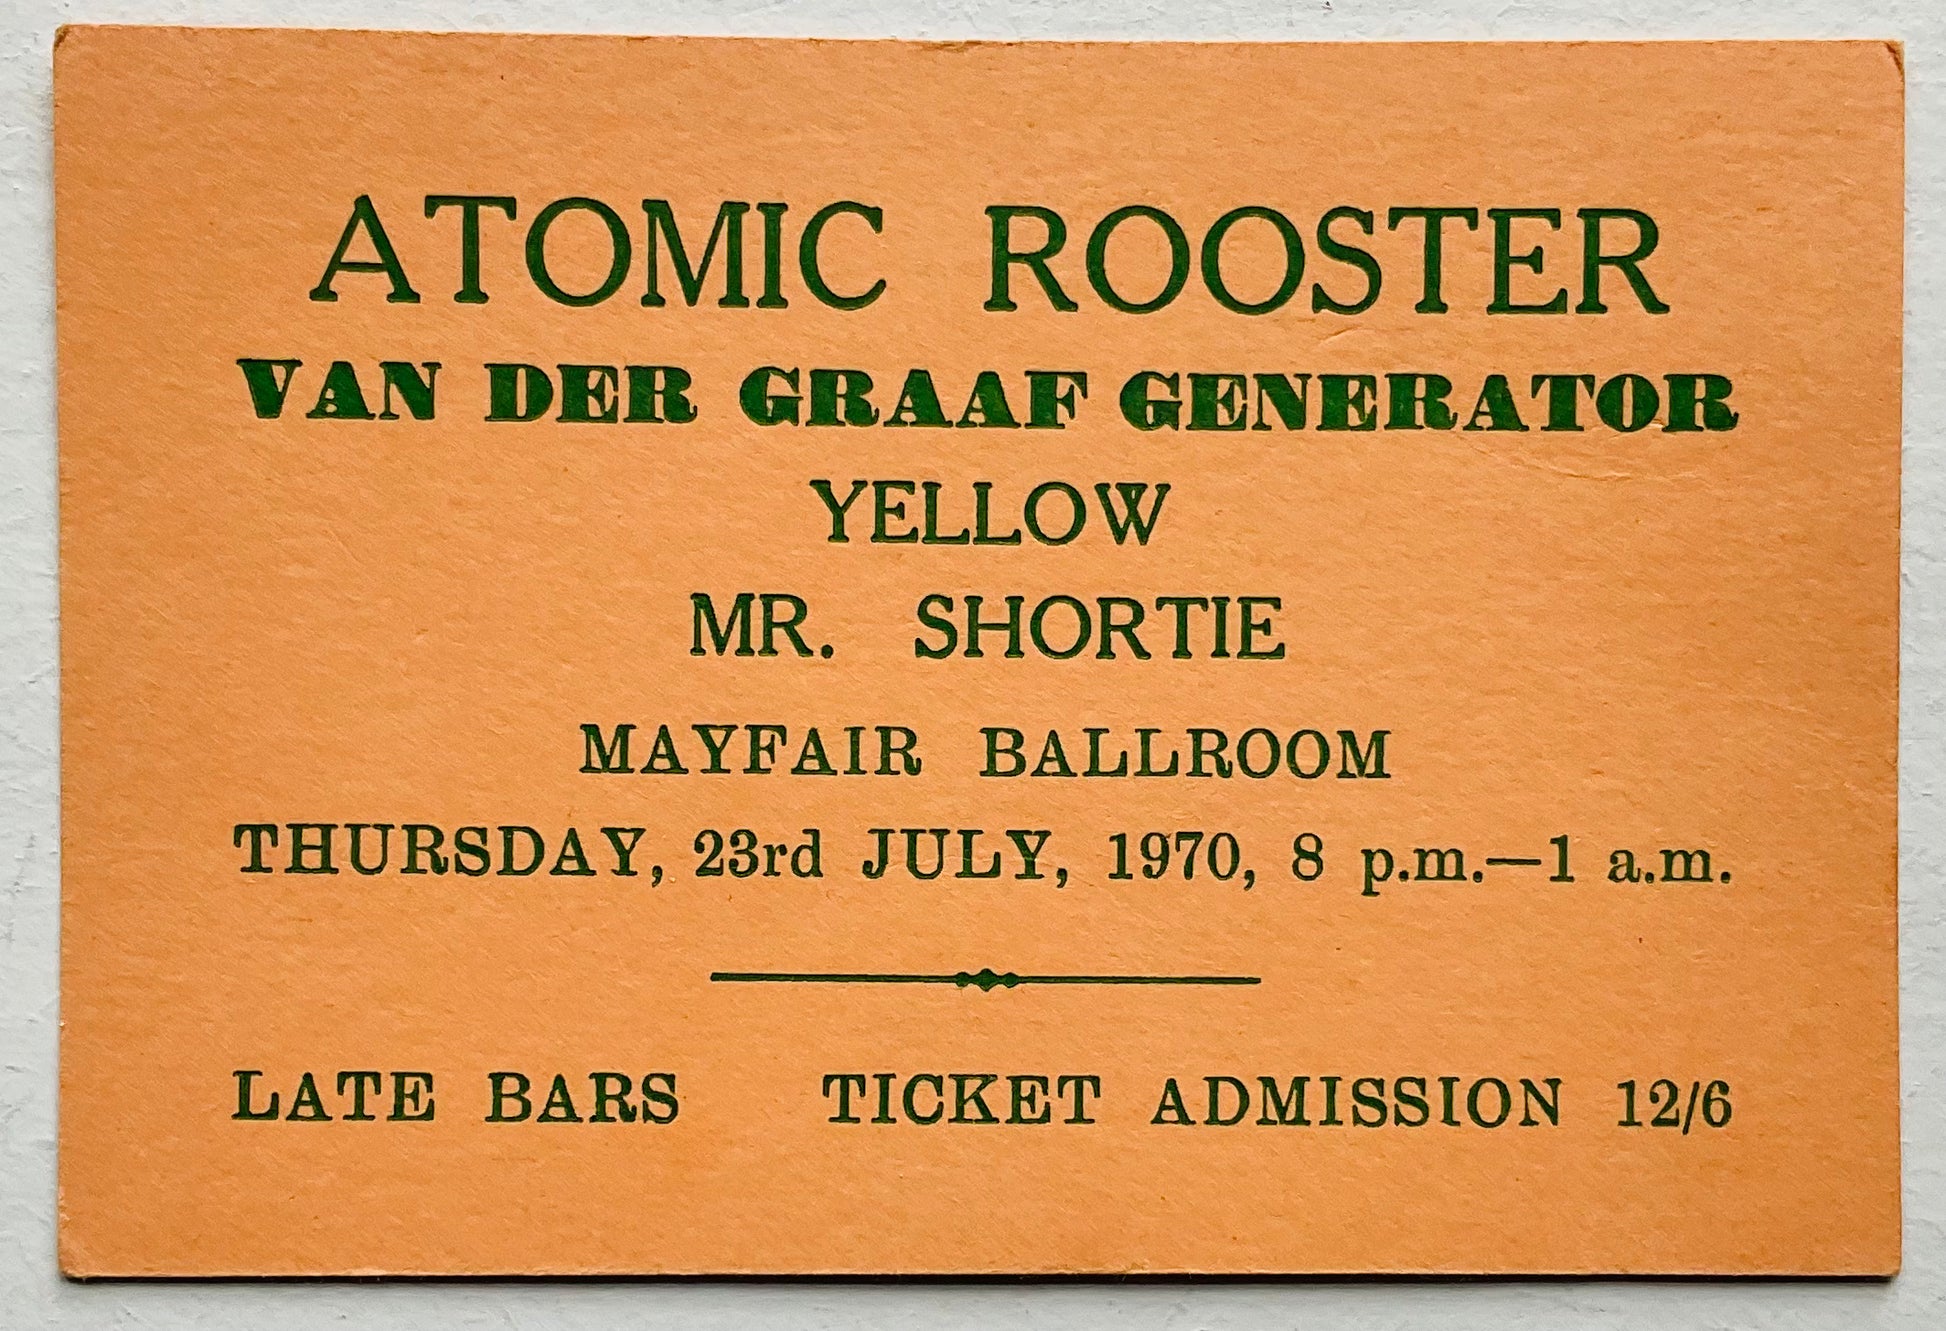 ATOMIC ROOSTER
VAN DER GRAAF GENERATOR
YELLOW
MR. SHORTIE
MAYFAIR BALLROOM
THURSDAY, 23rd JULY, 1970, 8 p.m.—1 a.m.
LATE BARS TICKET ADMISSION 12/6